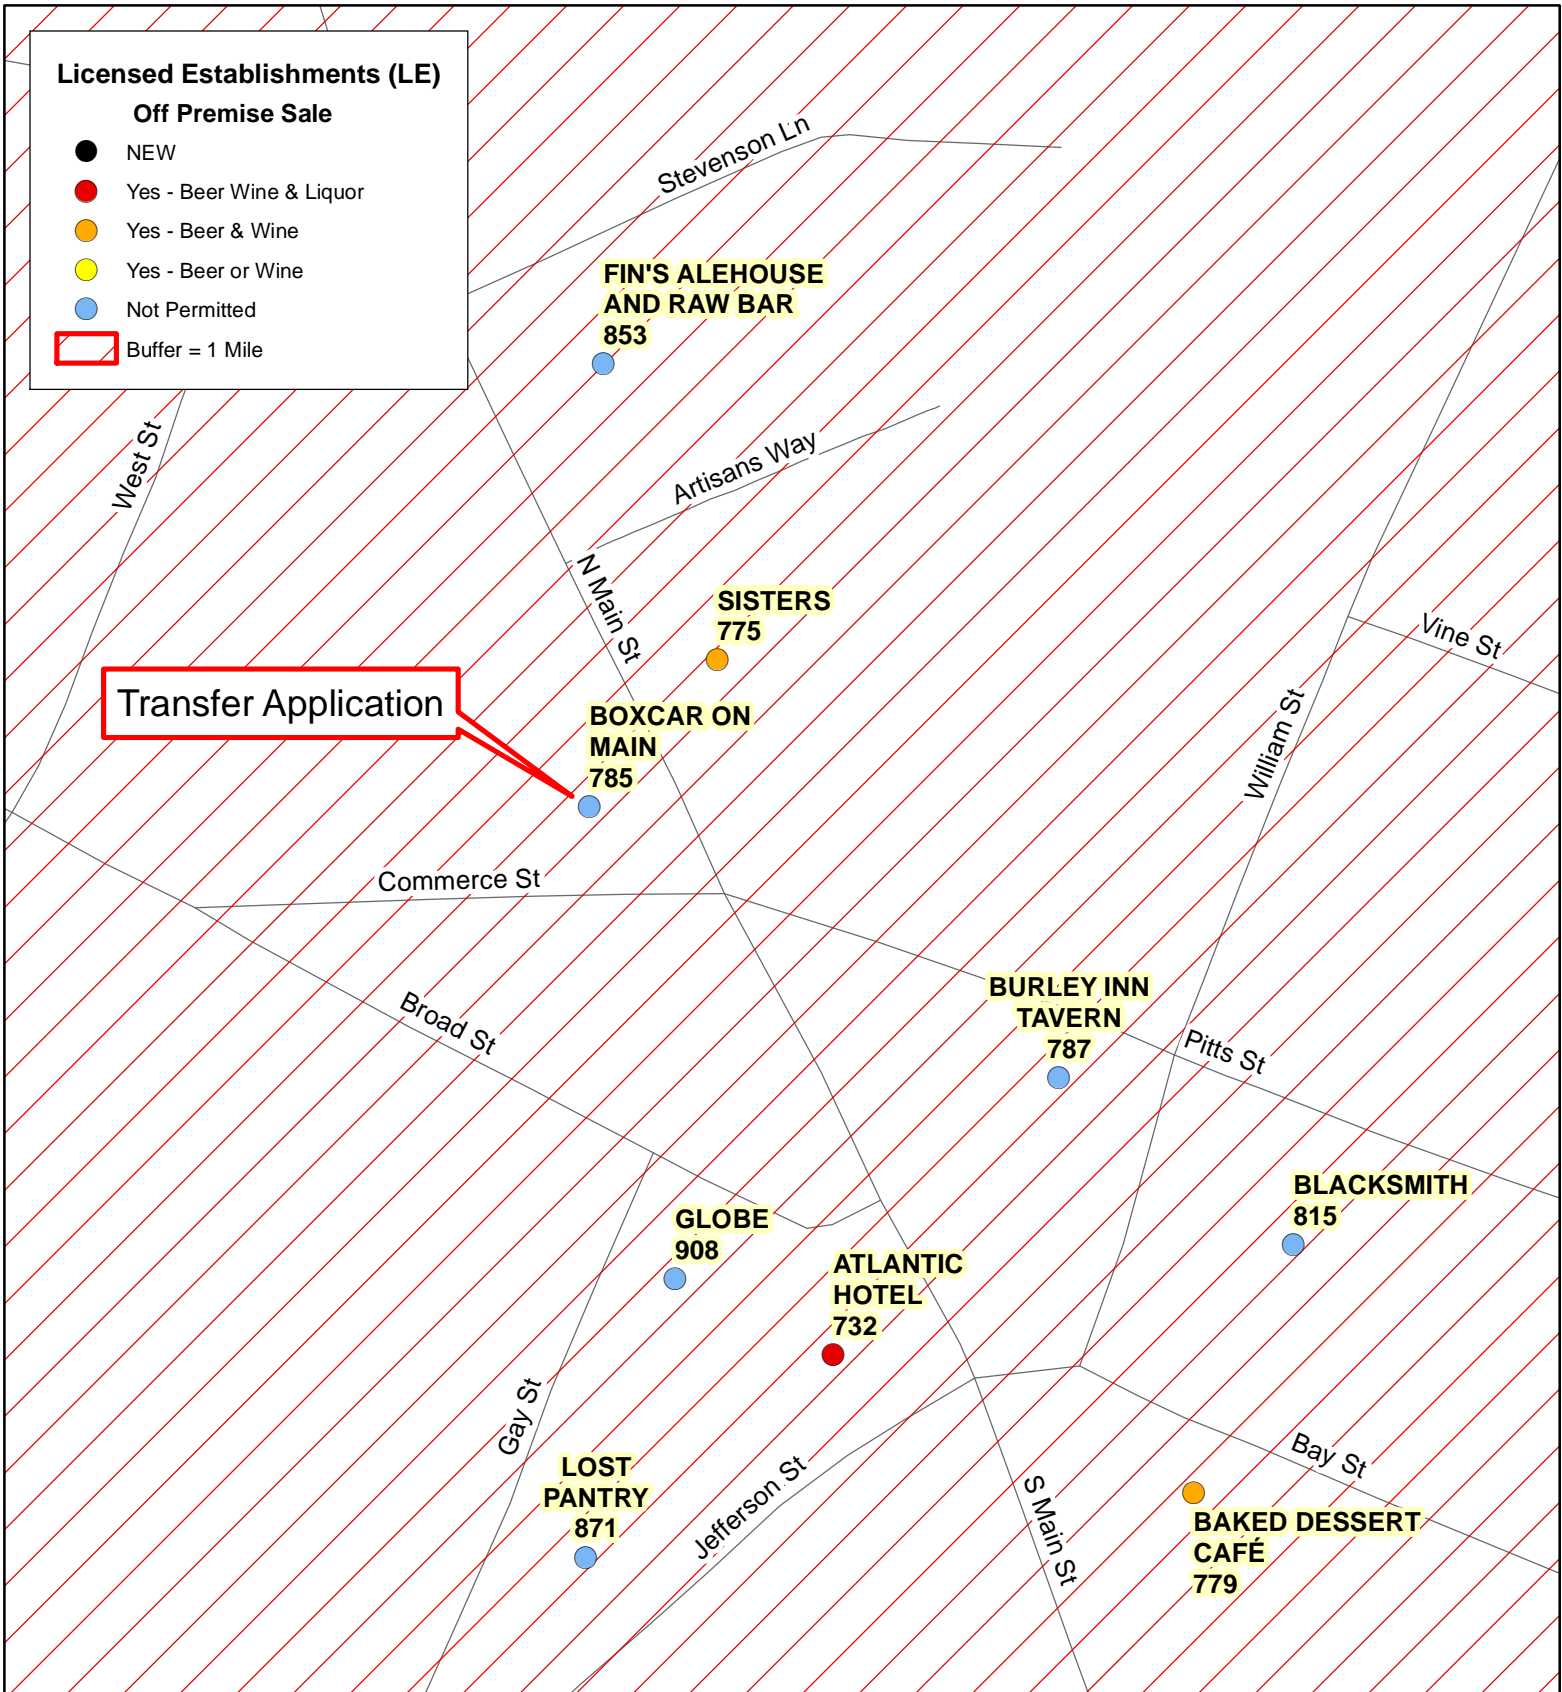 Licensed Establishments (LE)
Off Premise Sale
NEW
Yes - Beer Wine & Liquor
Yes - Beer & Wine
Yes - Beer or Wine
Not Permitted
Buffer = 1 Mile
Stevenson Ln
FIN'S ALEHOUSE
AND RAW BAR
853
West St
Artisans Way
N Main St
SISTERS
775
Vine St
Transfer Application
BOXCAR ON
MAIN
785
William St
Commerce St
Broad St
BURLEY INN
TAVERN
787
Pitts St
BLACKSMITH
815
GLOBE
908
ATLANTIC
HOTEL
732
Gay St
LOST
PANTRY
871
Jefferson St
S Main St
Bay St
BAKED DESSERT
CAFÉ
779